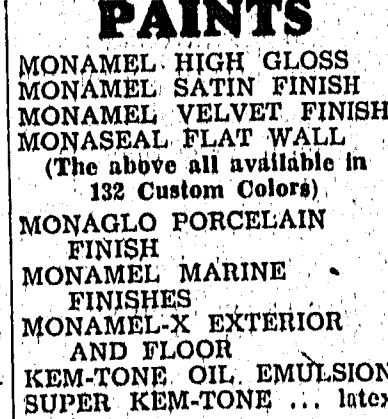 PAINTS
MONAMEL HIGH GLOSS
MONAMEL SATIN FINISH
MONAMEL VELVET FINISH
MONASEAL FLAT WALL
(The above all available in
132 Custom Colors)
MONAGLO PORCELAIN
FINISH
MONAMEL MARINE
FINISHES
MONAMEL-X EXTERIOR
AND FLOOR
KEM-TONE OIL EMULSION
SUPER KEM-TONE ... latex